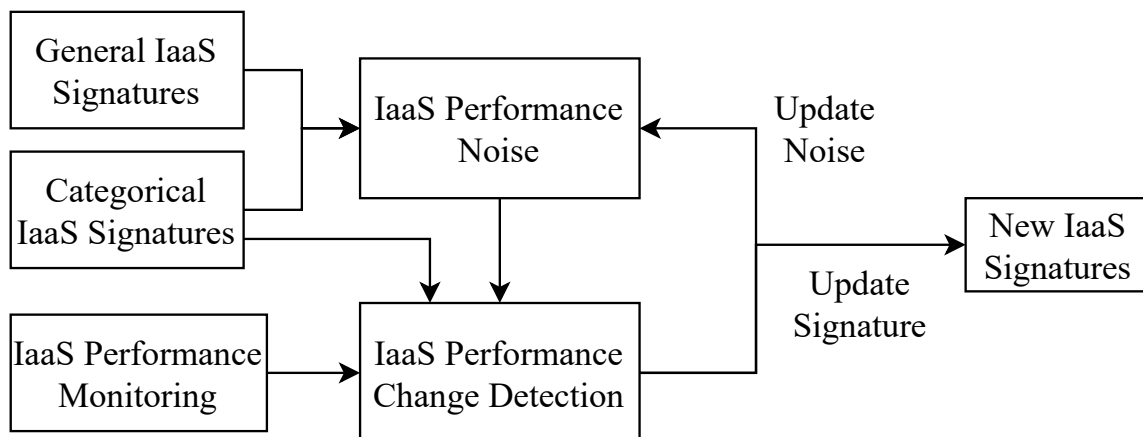 General IaaS
Signatures
Categorical
IaaS Signatures
IaaS Performance
Monitoring
IaaS Performance
Noise
IaaS Performance
Change Detection
Update
Noise
Update
Signature
New IaaS
Signatures